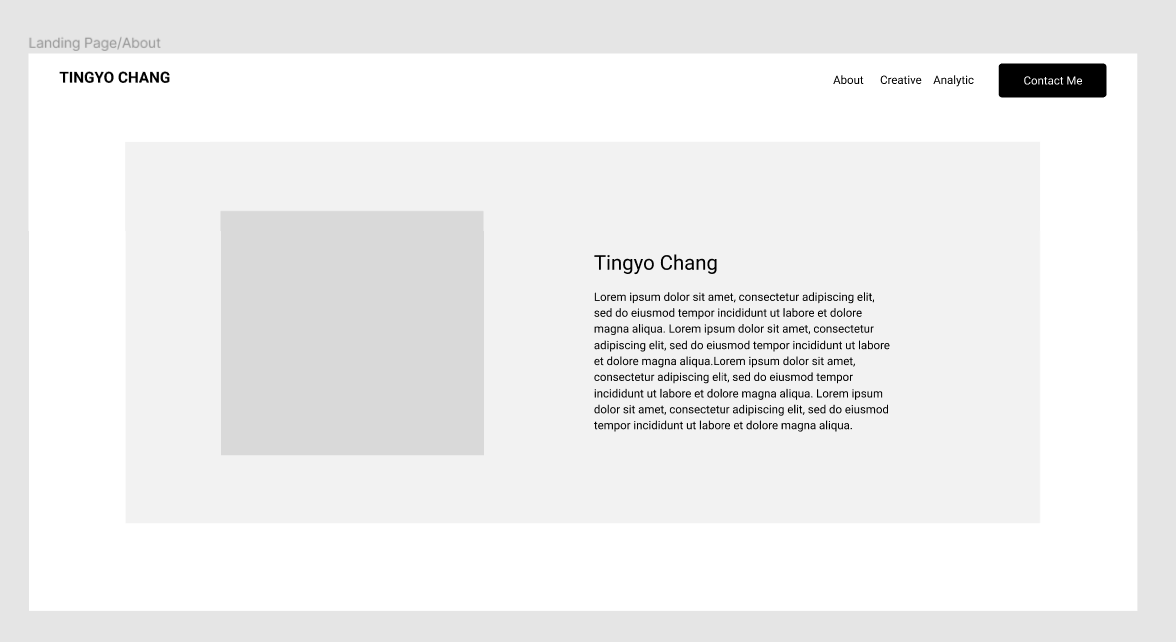 Landing Page/About
TINGYO CHANG
About Creative Analytic Contact Me
Tingyo Chang
Lorem ipsum dolor sit amet, consectetur adipiscing elit,
sed do eiusmod tempor incididunt ut labore et dolore
magna aliqua. Lorem ipsum dolor sit amet, consectetur
adipiscing elit, sed do eiusmod tempor incididunt ut labore
et dolore magna aliqua.Lorem ipsum dolor sit amet,
consectetur adipiscing elit, sed do eiusmod tempor
incididunt ut labore et dolore magna aliqua. Lorem ipsum
dolor sit amet, consectetur adipiscing elit, sed do eiusmod
tempor incididunt ut labore et dolore magna aliqua.